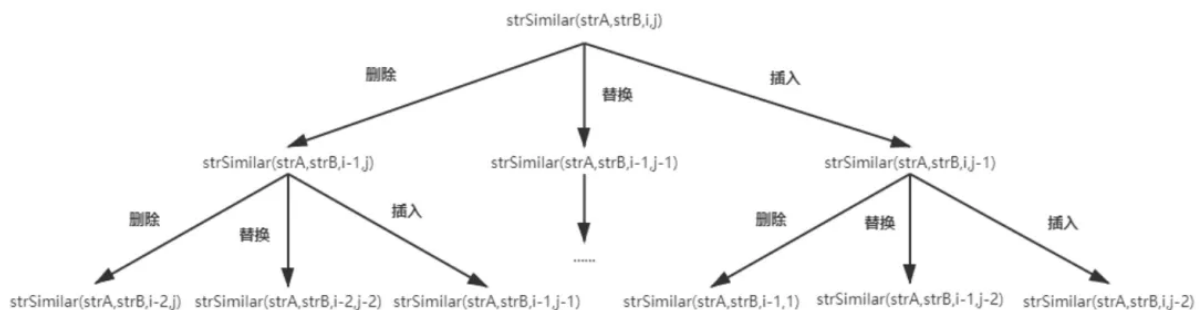 strSimilar(strA,strB,i,j)
删除
替换
插入
strSimilar(strA,strB,i-1,j)
strSimilar(strA,strB,i-1,j-1)
strSimilar(strA,strB,i,j-1)
删除
替换
插入
......
删除
替换
插入
strSimilar(strA,strB,i-2,j)
strSimilar(strA,strB,i-2,j-2)
strSimilar(strA,strB,i-1,j-1)
strSimilar(strA,strB,i-1,1)
strSimilar(strA,strB,i-1,j-2)
strSimilar(strA,strB,i,j-2)